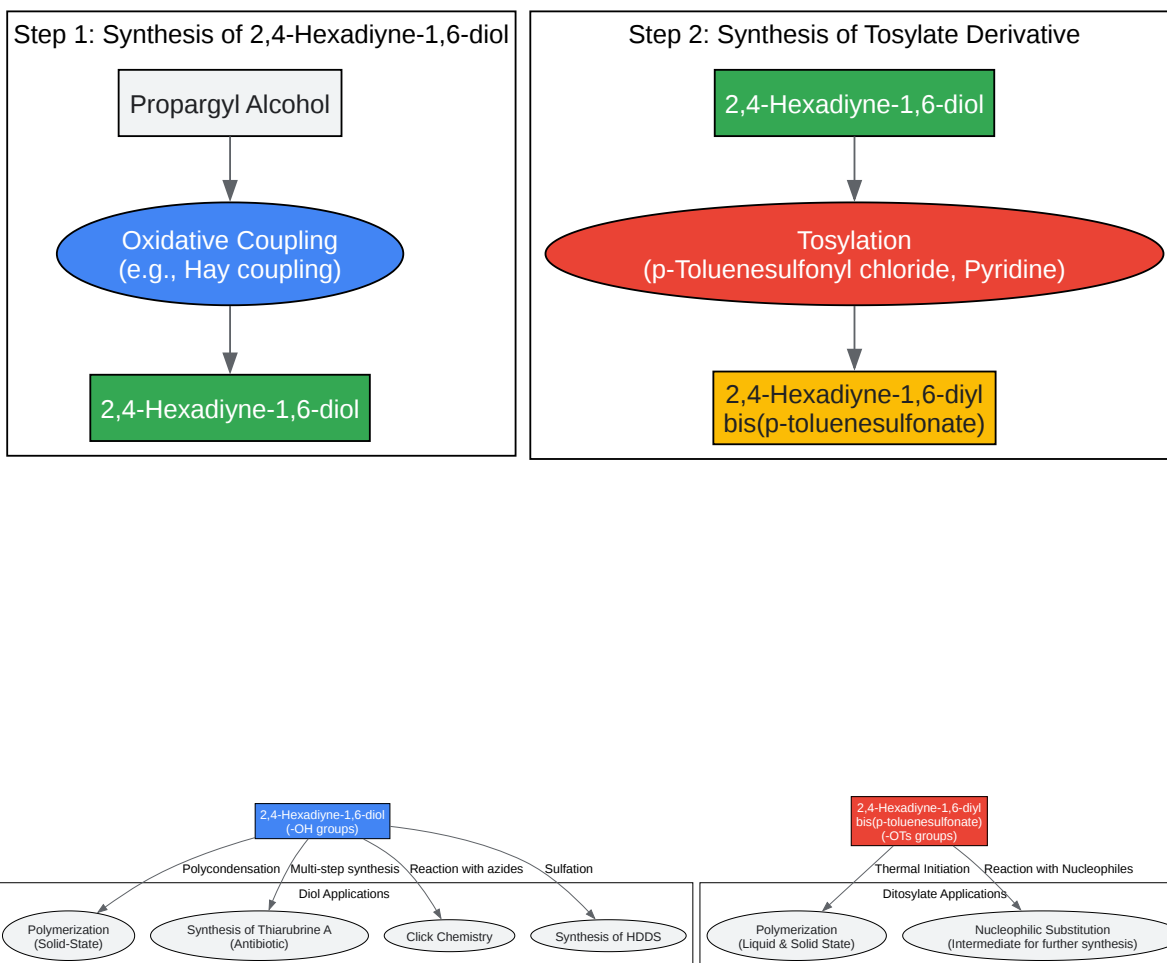 Step 1: Synthesis of 2,4-Hexadiyne-1,6-diol
Propargyl Alcohol
Oxidative Coupling
(e.g., Hay coupling)
2,4-Hexadiyne-1,6-diol
Step 2: Synthesis of Tosylate Derivative
2,4-Hexadiyne-1,6-diol
Tosylation
(p-Toluenesulfonyl chloride, Pyridine)
2,4-Hexadiyne-1,6-diyl
bis(p-toluenesulfonate)
2,4-Hexadiyne-1,6-diol
(-OH groups)
Polycondensation
Multi-step synthesis
Reaction with azides
Sulfation
Diol Applications
Polymerization
(Solid-State)
Synthesis of Thiarubrine A
(Antibiotic)
Click Chemistry
Synthesis of HDDS
2,4-Hexadiyne-1,6-diyl
bis(p-toluenesulfonate)
(-OTs groups)
Thermal Initiation
Reaction with Nucleophiles
Ditosylate Applications
Polymerization
(Liquid & Solid State)
Nucleophilic Substitution
(Intermediate for further synthesis)